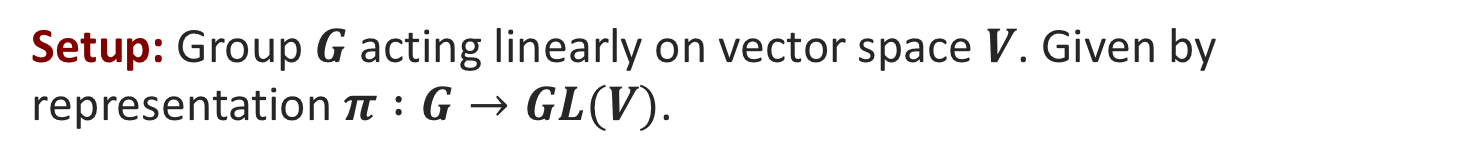 Setup: Group G acting linearly on vector space V. Given by
representation π : G → GL(V).